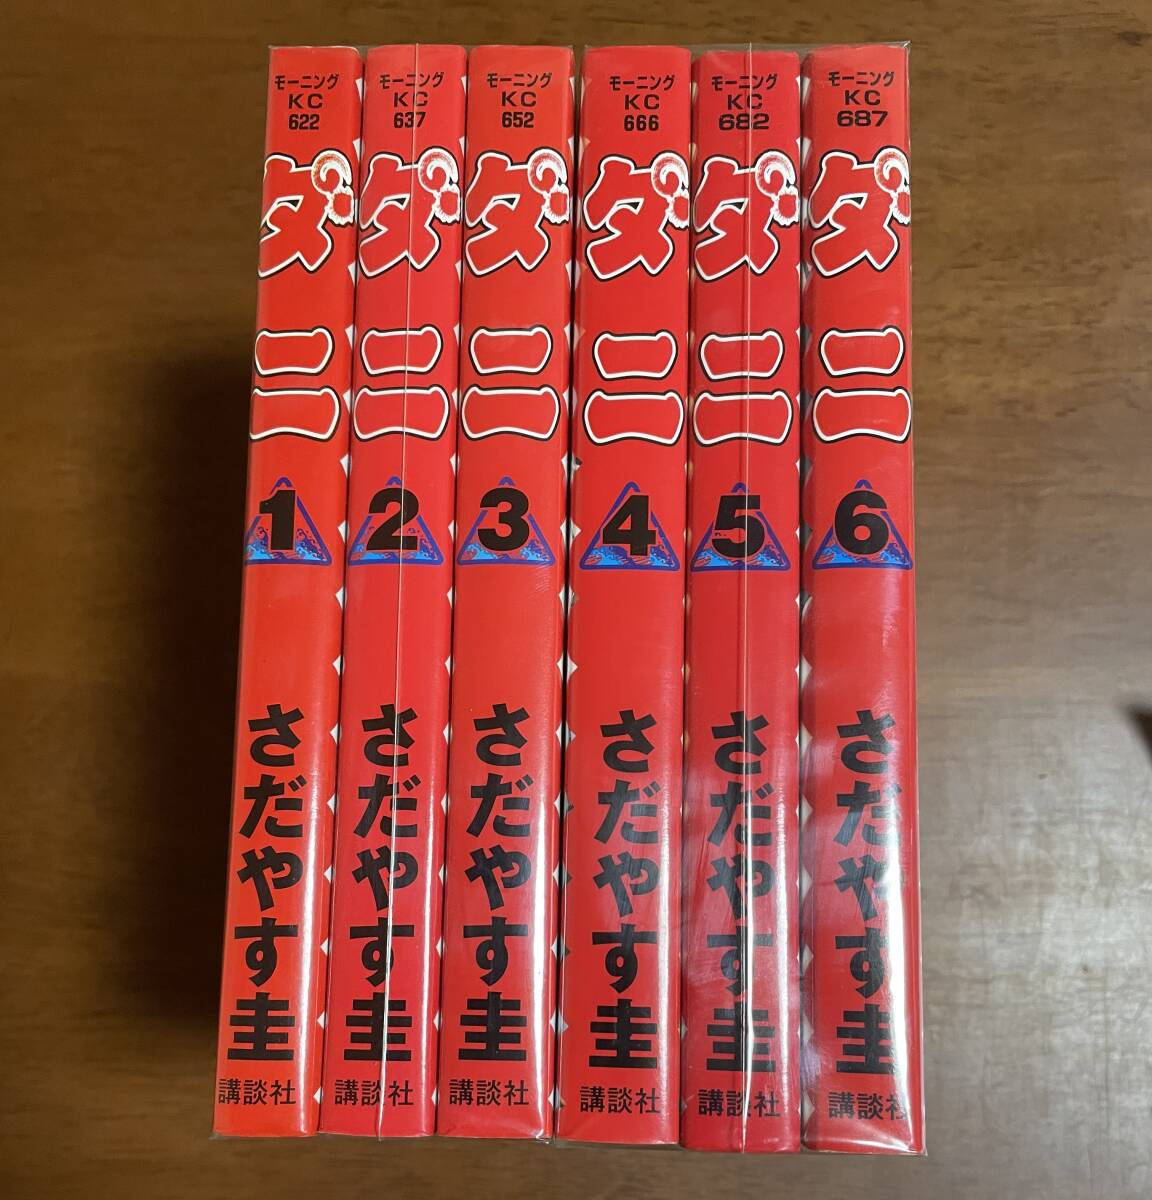 モーニング
KC
622
ダニ
1
さだやす圭
講談社
モーニング
KC
637
ダニ
2
さだやす圭
講談社
モーニング
KC
652
ダニ
3
さだやす圭
講談社
モーニング
KC
666
ダニ
4
さだやす圭
講談社
モーニング
KC
682
ダニ
5
さだやす圭
講談社
モーニング
KC
687
ダニ
6
さだやす圭
講談社